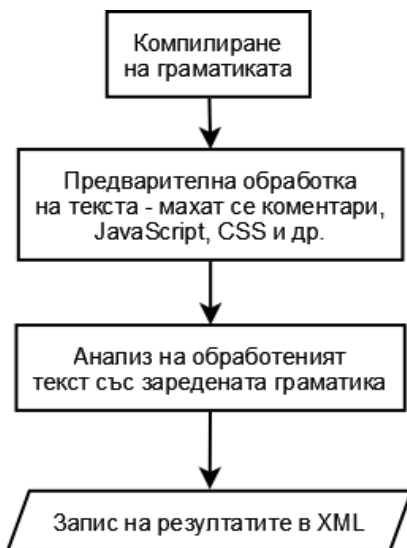 Компилиране
на граматиката
Предварителна обработка
на текста - махат се коментари,
JavaScript, CSS и др.
Анализ на обработеният
текст със заредената граматика
Запис на резултатите в XML